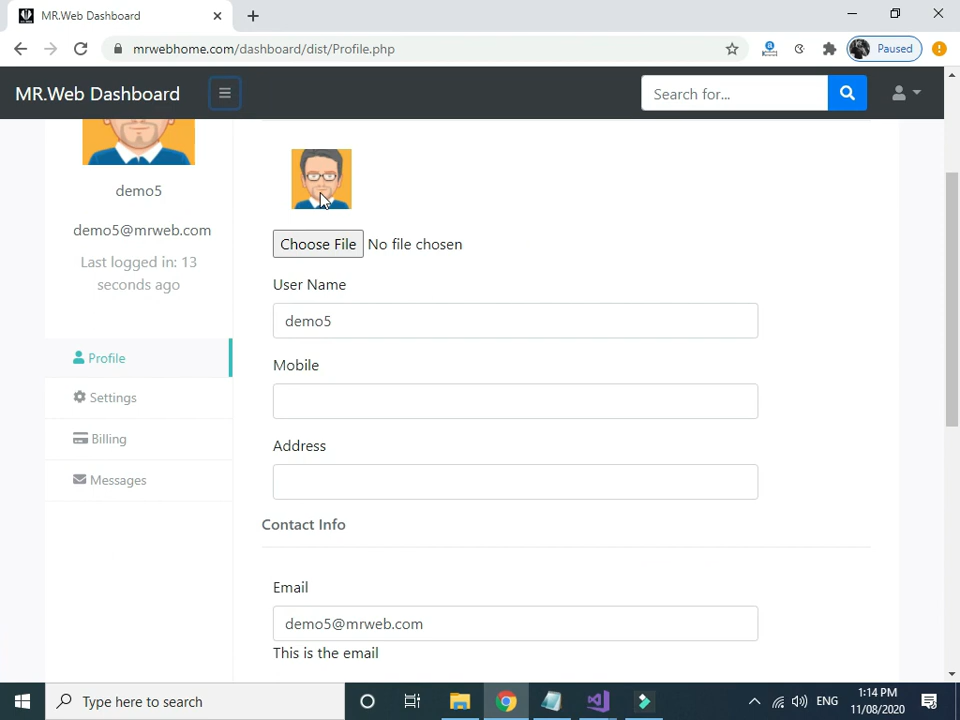 MR.Web Dashboard
mrwebhome.com/dashboard/dist/Profile.php
Paused
MR.Web Dashboard
Search for...
demo5
demo5@mrweb.com
Last logged in: 13
seconds ago
Profile
Settings
Billing
Messages
Choose File No file chosen
User Name
demo5
Mobile
Address
Contact Info
Email
demo5@mrweb.com
This is the email
Type here to search
ENG
1:14 PM
11/08/2020